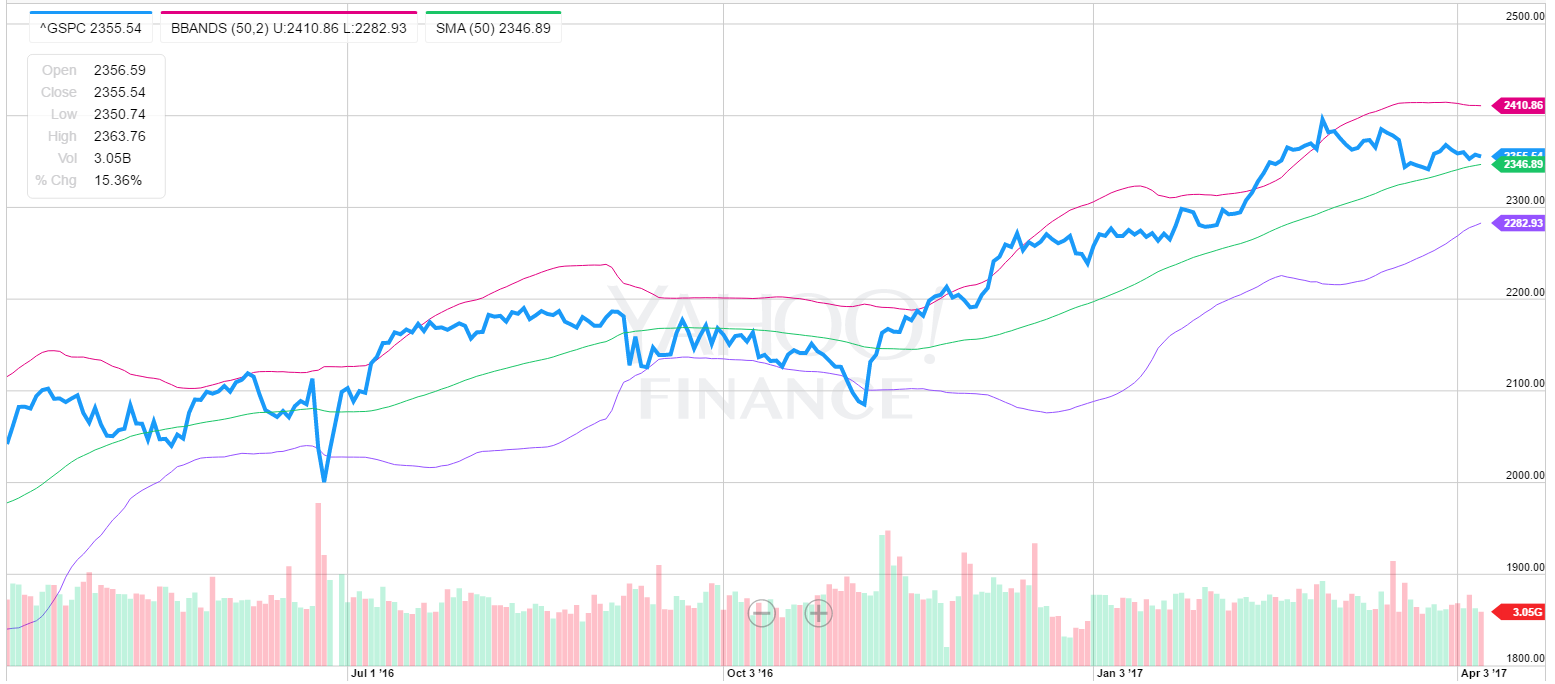 ^GSPC 2355.54
BBANDS (50,2) U:2410.86 L:2282.93
SMA (50) 2346.89
Open 2356.59
Close 2355.54
Low 2350.74
High 2363.76
Vol 3.05B
% Chg 15.36%
YAHOO!
FINANCE
2500.00
2410.86
2355.54
2346.89
2300.00
2282.93
2200.00
2100.00
2000.00
1900.00
3.05G
1800.00
Jul 1 '16
Oct 3 '16
Jan 3 '17
Apr 3 '17